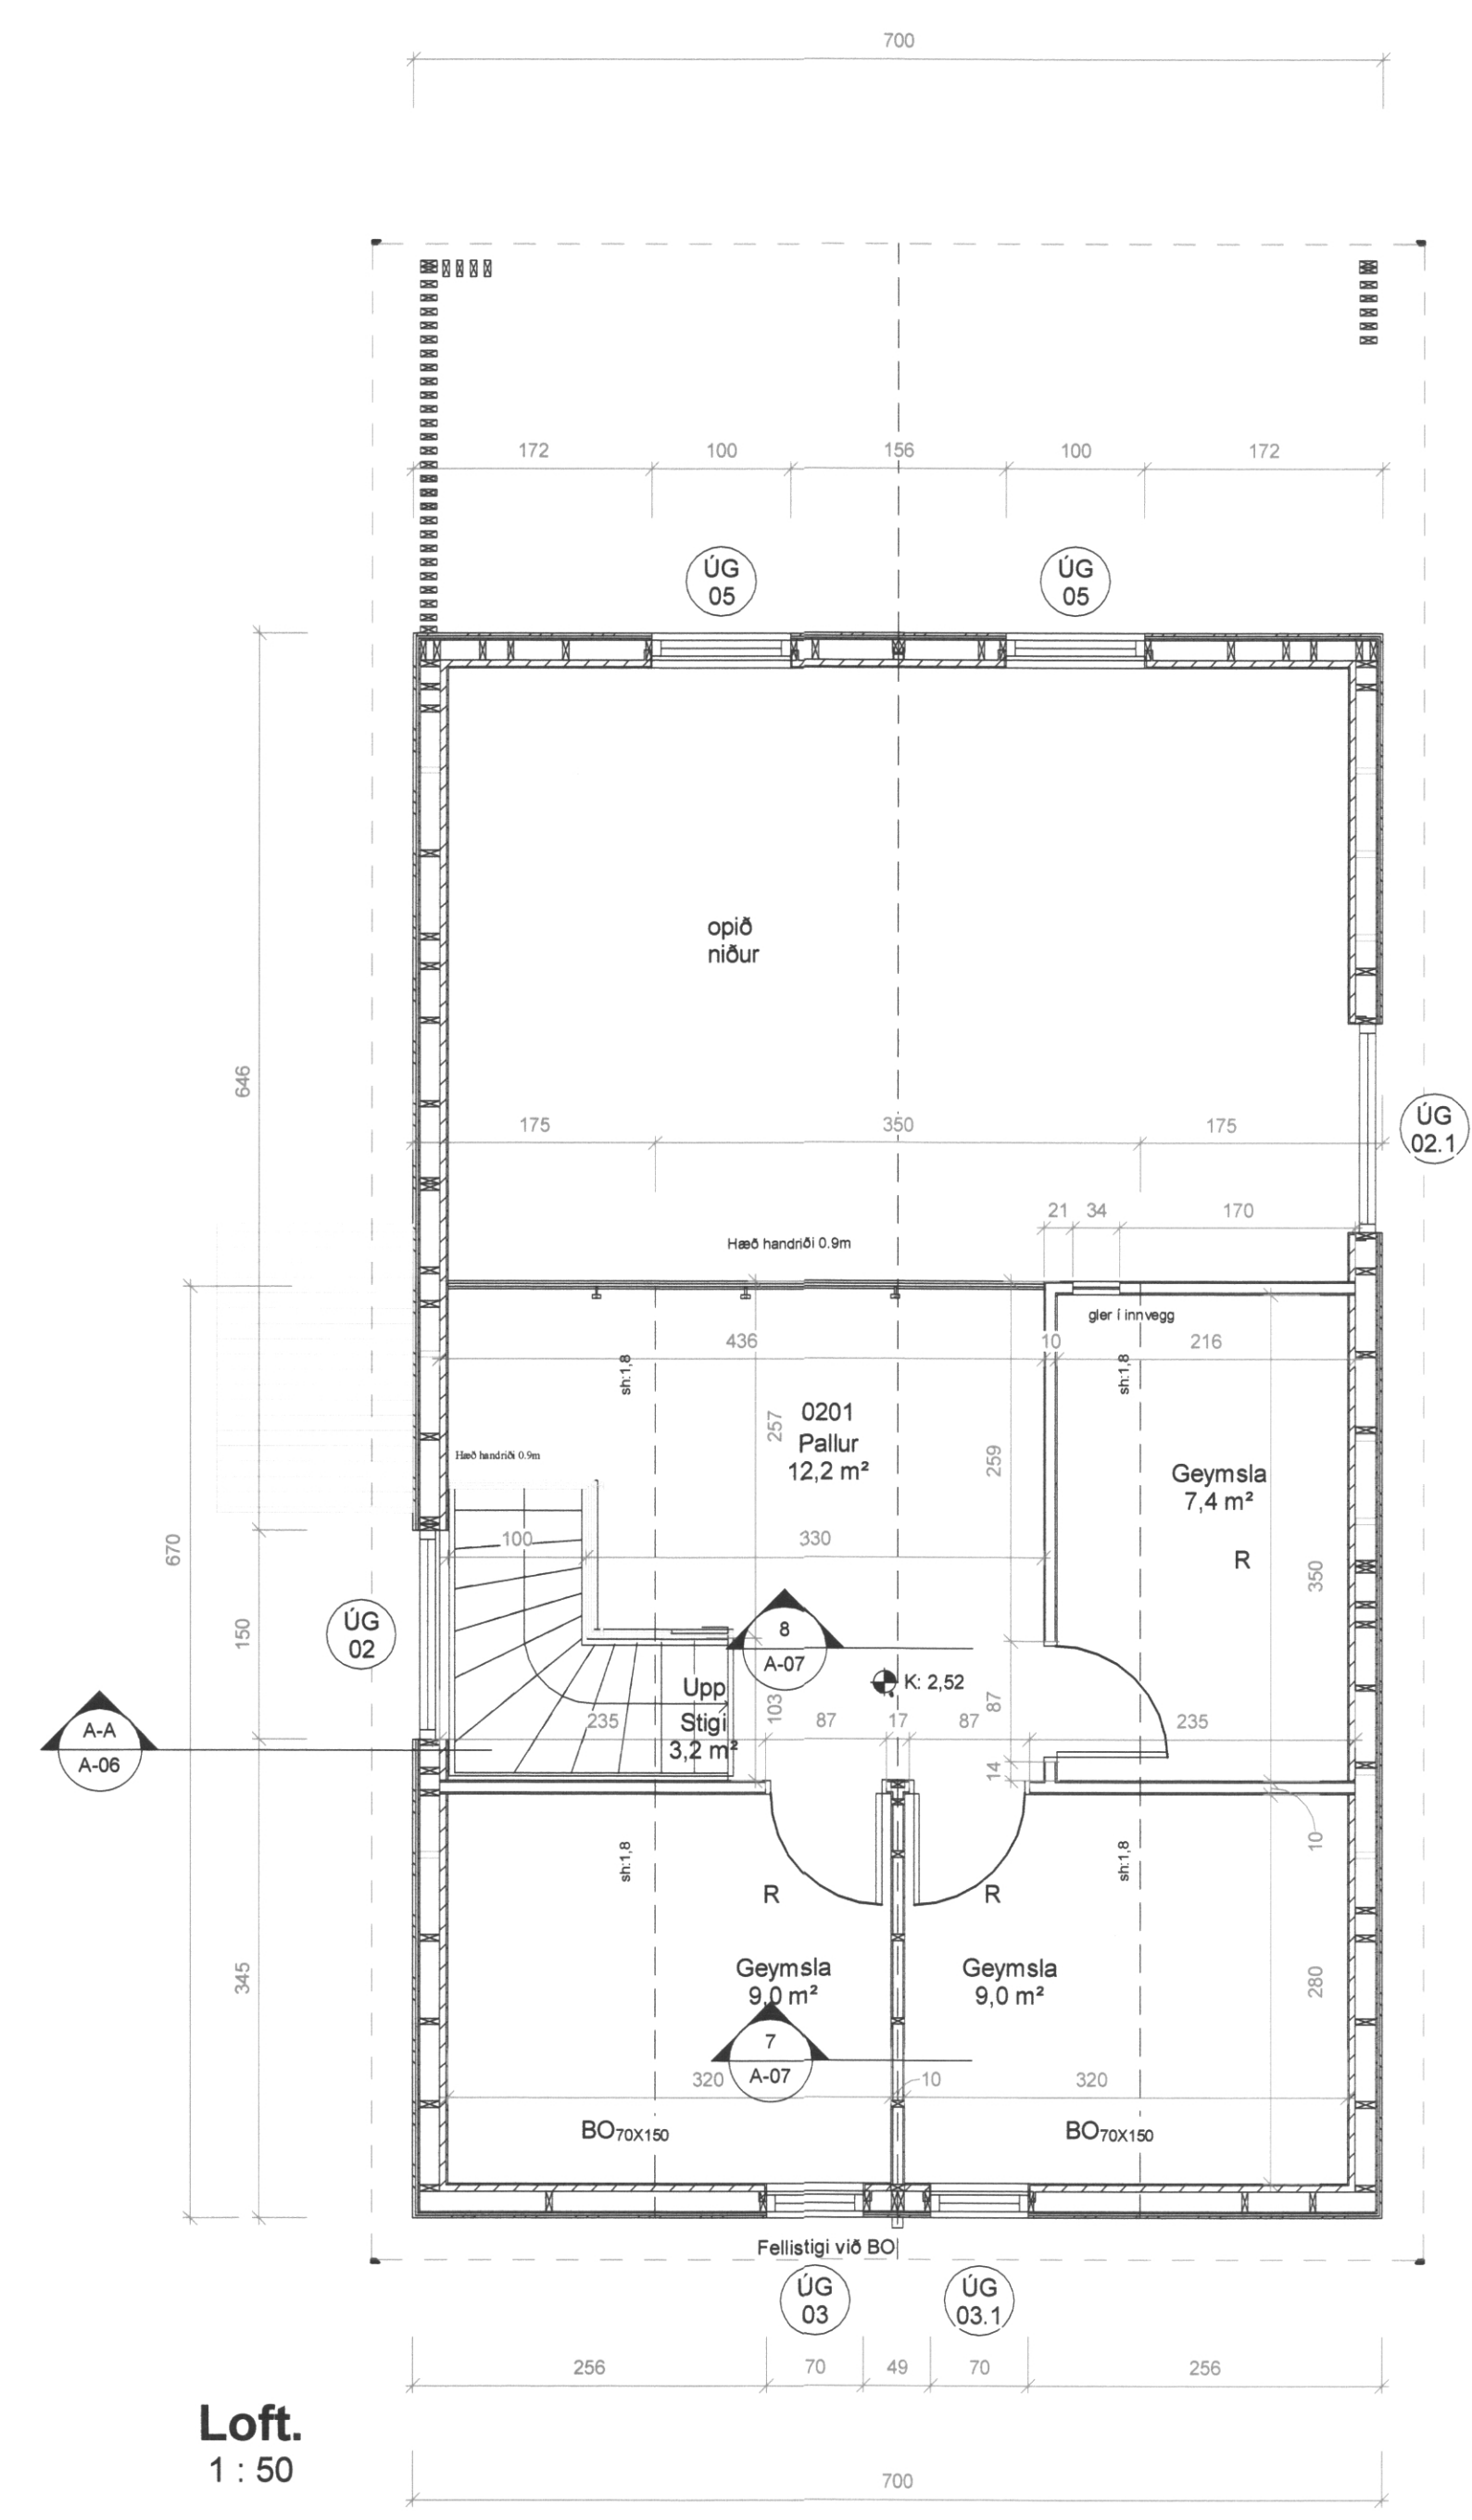 700
172 100 156 100 172
ÚG
05
ÚG
05
opið
niður
646
175 350 175
ÚG
02.1
21 34 170
Hæð handriði 0.9m
gler í innvegg
436 10 216
sh:1,8
sh:1,8
0201
Pallur
12,2 m²
257
259
Hæð handriði 0.9m
Geymsla
7,4 m²
R
350
670
100 330
ÚG
02
150
8
A-07
K: 2,52
Upp
Stigi
3,2 m²
103
87
A-A
A-06
235 87 17 87 235
14
10
sh:1,8
sh:1,8
R
R
Geymsla
9,0 m²
Geymsla
9,0 m²
345
280
7
A-07
320 10 320
BO70X150
BO70X150
Fellistigi við BO
ÚG
03
ÚG
03.1
256 70 49 70 256
Loft.
1 : 50
700